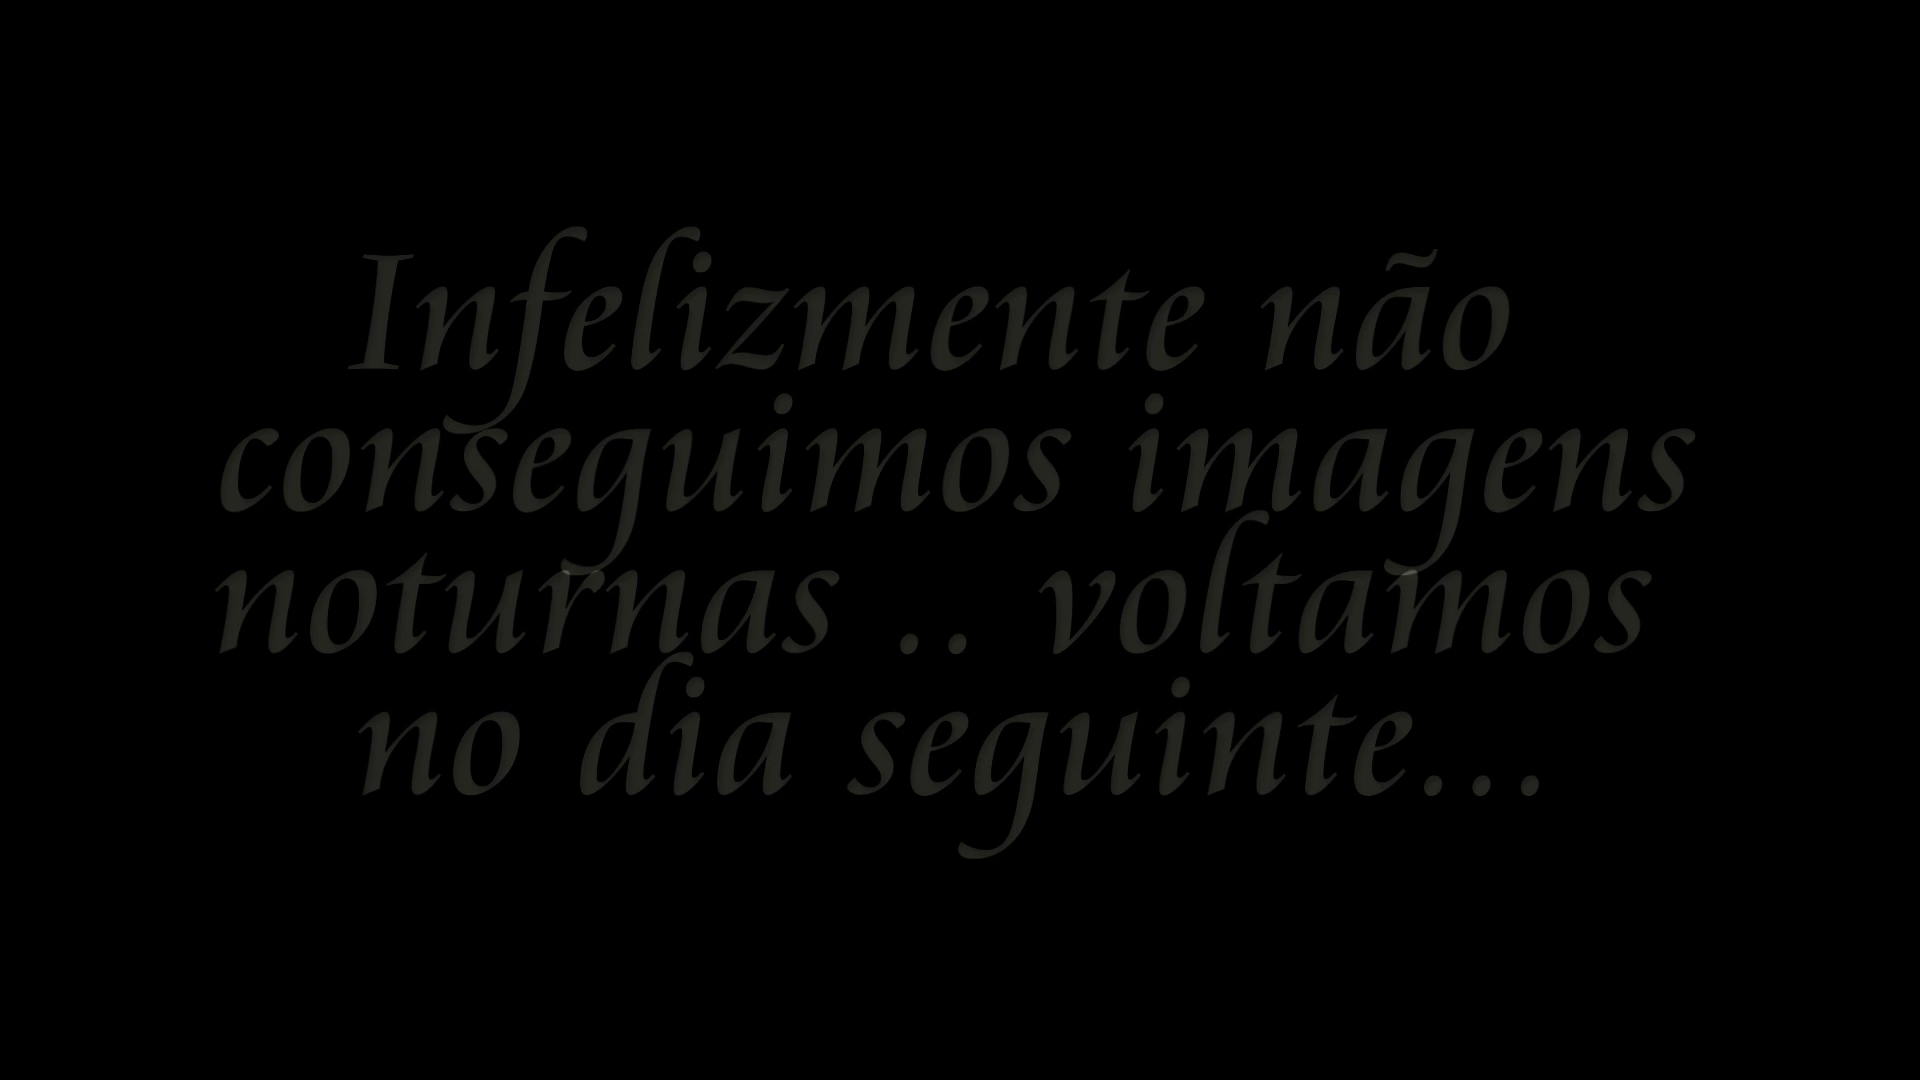 Infelizmente não
conseguimos imagens
noturnas .. voltamos
no dia seguinte...